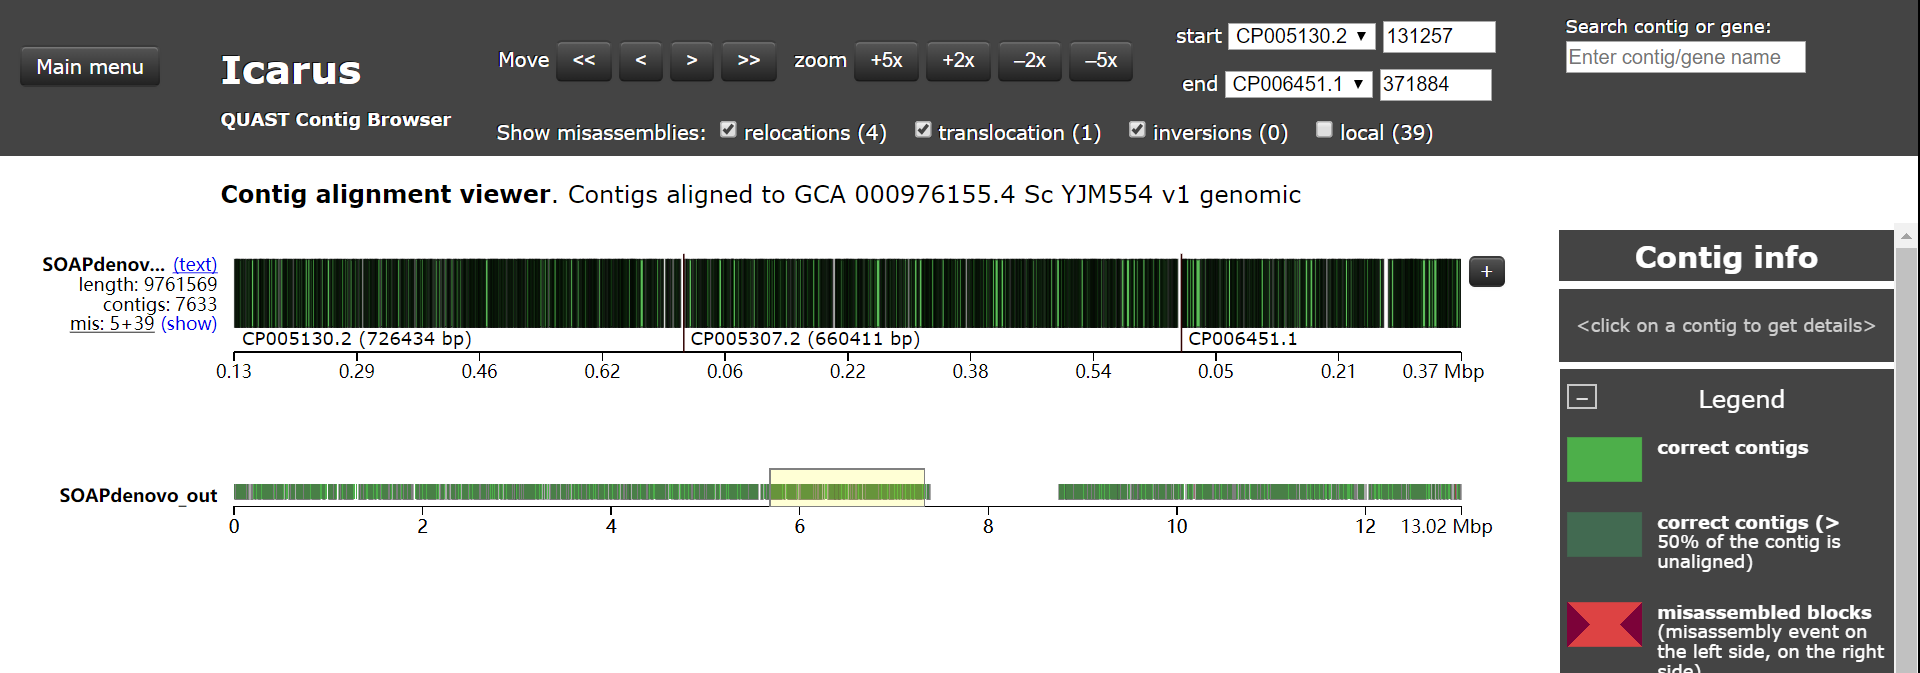 Main menu
Icarus
QUAST Contig Browser
Move << < > >> zoom +5x +2x –2x –5x
start CP005130.2 131257
end CP006451.1 371884
Show misassemblies: relocations (4) translocation (1) inversions (0) local (39)
Search contig or gene:
Enter contig/gene name
Contig alignment viewer. Contigs aligned to GCA 000976155.4 Sc YJM554 v1 genomic
SOAPdenov... (text)
length: 9761569
contigs: 7633
mis: 5+39 (show)
+
CP005130.2 (726434 bp) CP005307.2 (660411 bp) CP006451.1
0.13 0.29 0.46 0.62 0.06 0.22 0.38 0.54 0.05 0.21 0.37 Mbp
SOAPdenovo_out
0 2 4 6 8 10 12 13.02 Mbp
Contig info
<click on a contig to get details>
– Legend
correct contigs
correct contigs (>
50% of the contig is
unaligned)
misassembled blocks
(misassembly event on
the left side, on the right
side)